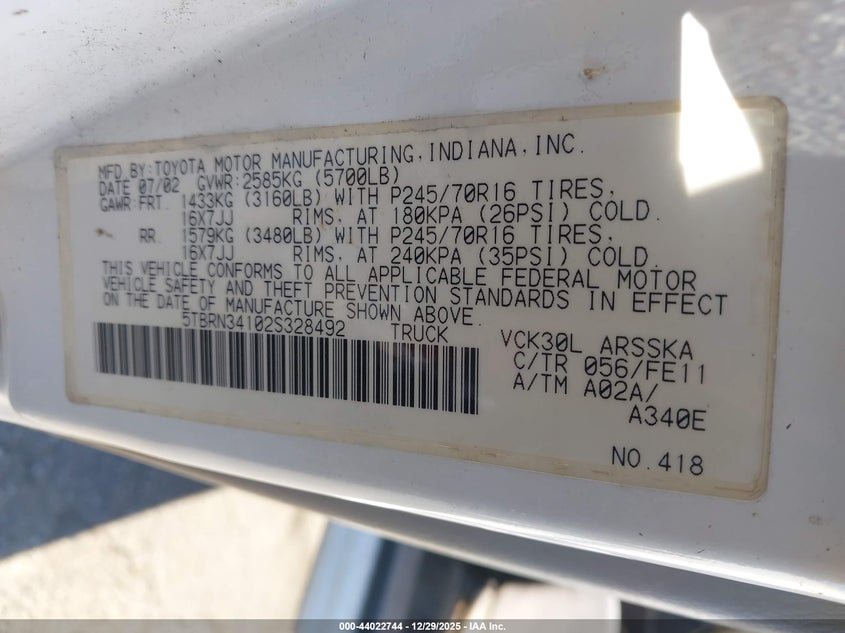 MFD.BY:TOYOTA MOTOR MANUFACTURING,INDIANA,INC.
DATE 07/02 GVWR:2585KG (5700LB)
GAWR:FRT. 1433KG (3160LB) WITH P245/70R16 TIRES,
16X7JJ RIMS, AT 180KPA (26PSI) COLD.
RR. 1579KG (3480LB) WITH P245/70R16 TIRES,
16X7JJ RIMS, AT 240KPA (35PSI) COLD.
THIS VEHICLE CONFORMS TO ALL APPLICABLE FEDERAL MOTOR
VEHICLE SAFETY AND THEFT PREVENTION STANDARDS IN EFFECT
ON THE DATE OF MANUFACTURE SHOWN ABOVE.
5TBRN34102S328492 TRUCK
VCK30L ARSSKA
C/TR 056/FE11
A/TM A02A/
A340E
NO.418
000-44022744 - 12/29/2025 - IAA Inc.